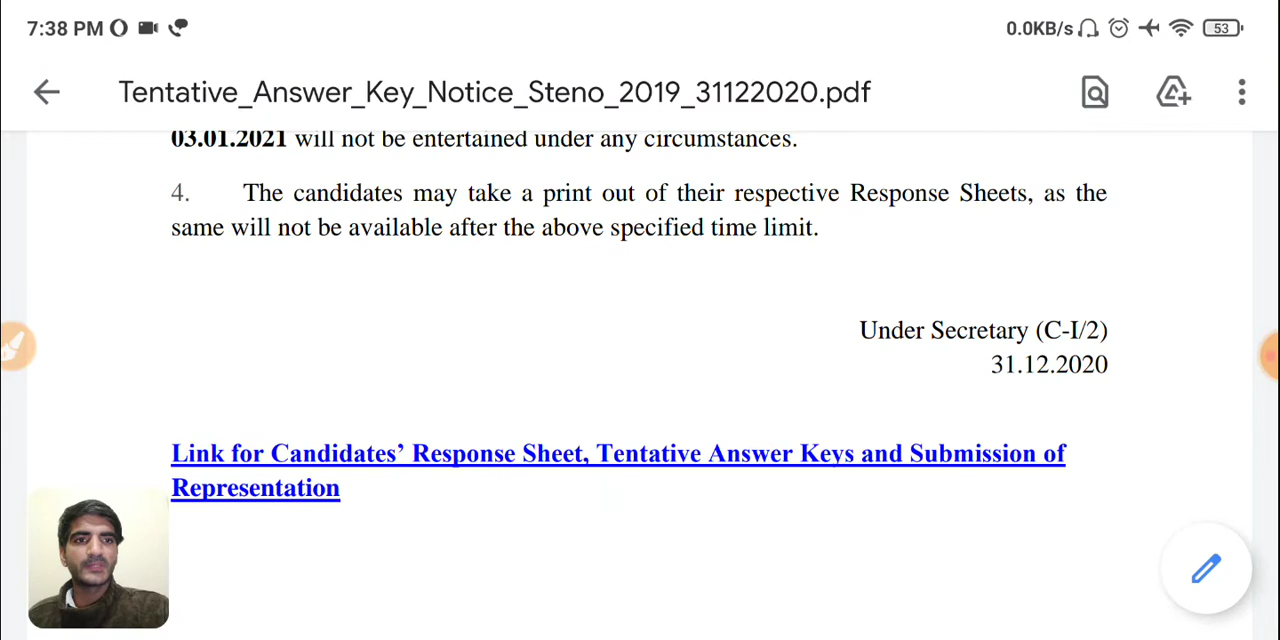 7:38 PM
0.0KB/s
53
Tentative_Answer_Key_Notice_Steno_2019_31122020.pdf
03.01.2021 will not be entertained under any circumstances.
4. The candidates may take a print out of their respective Response Sheets, as the
same will not be available after the above specified time limit.
Under Secretary (C-I/2)
31.12.2020
Link for Candidates’ Response Sheet, Tentative Answer Keys and Submission of
Representation